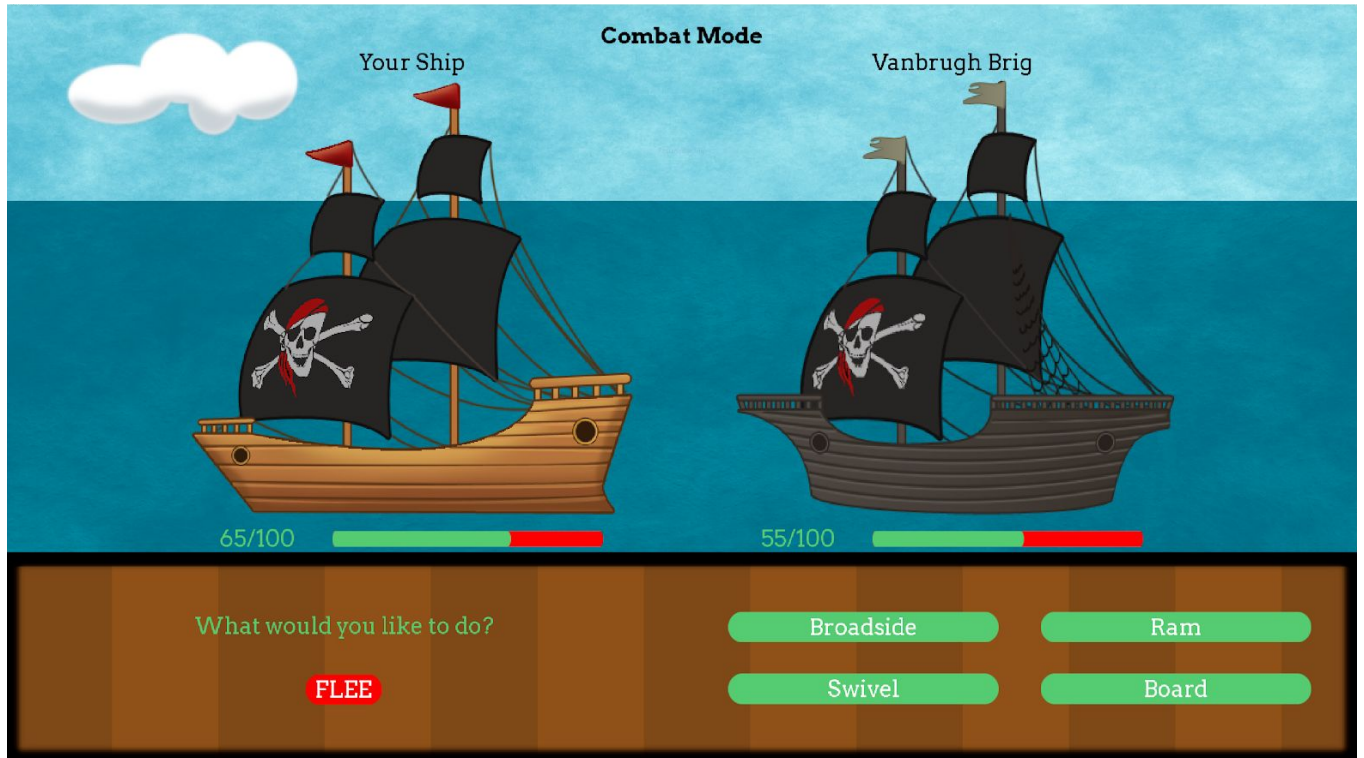 Combat Mode
Your Ship
Vanbrugh Brig
65/100
55/100
What would you like to do?
FLEE
Broadside
Ram
Swivel
Board